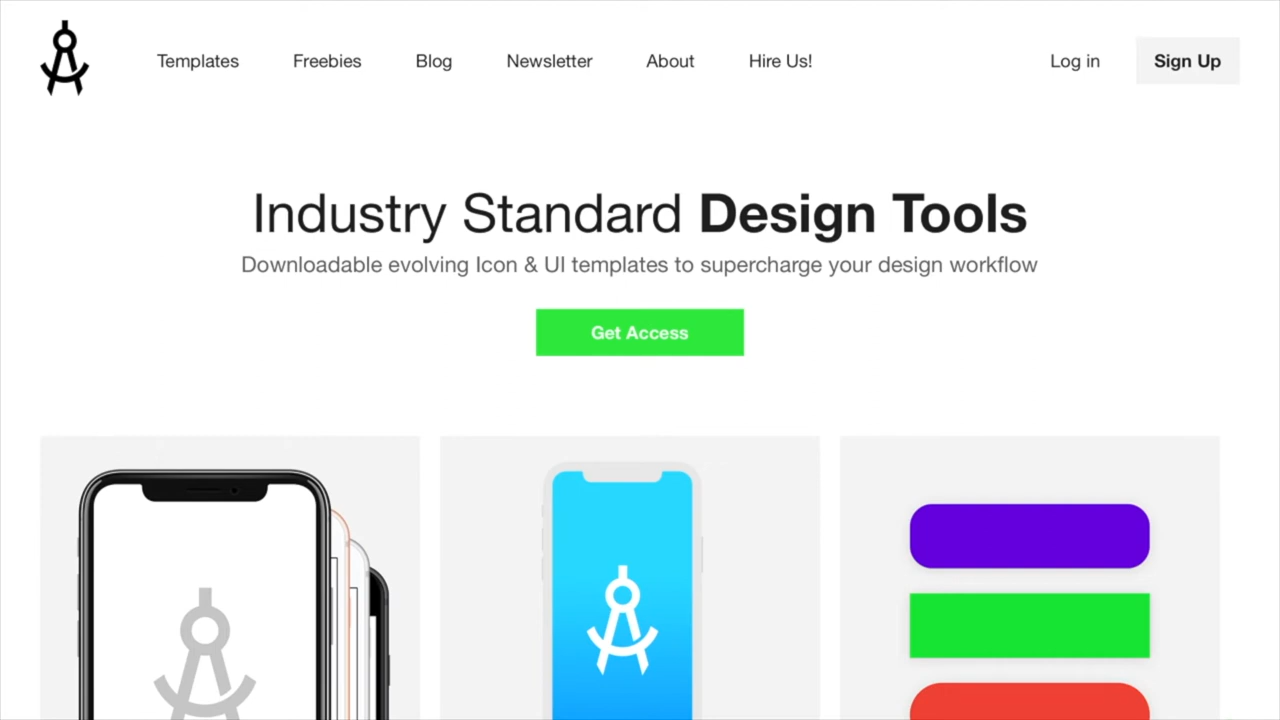 Templates Freebies Blog Newsletter About Hire Us! Log in Sign Up
Industry Standard Design Tools
Downloadable evolving Icon & UI templates to supercharge your design workflow
Get Access